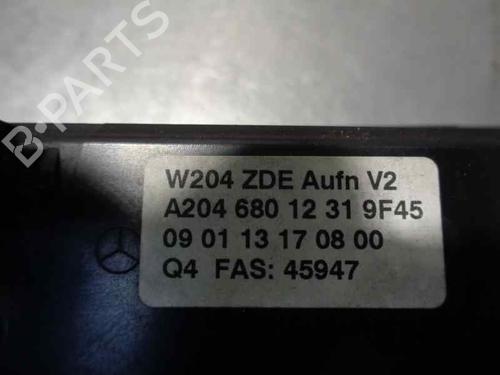 B-PARTS
W204 ZDE Aufn V2
A204 680 12 31 9F45
09 01 13 17 08 00
Q4 FAS: 45947